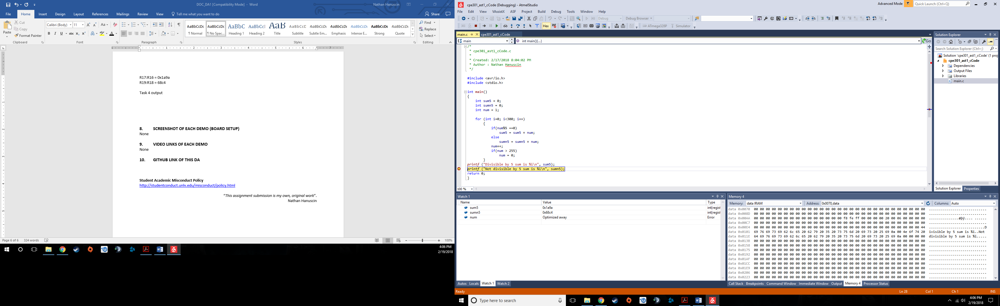 DOC_DA1 [Compatibility Mode] - Word
Nathan Hanuscin
File Home Insert Design Layout References Mailings Review View Tell me what you want to do Share
Paste
Cut
Copy
Format Painter
Calibri (Body) 11
AaBbCcDc AaBbCcDc AaBbC AaBbCcI AaB AaBbCcD AaBbCcDc AaBbCcDc AaBbCcDc AaBbCcDc AaBbCcDc
¶ Normal ¶ No Spac... Heading 1 Heading 2 Title Subtitle Subtle Em... Emphasis Intense E... Strong Quote
Find
Replace
Select
Clipboard Font Paragraph Styles Editing
R17:R16 = 0x1a9a
R19:R18 = 68c4
Task 4 output
8. SCREENSHOT OF EACH DEMO (BOARD SETUP)
None
9. VIDEO LINKS OF EACH DEMO
None
10. GITHUB LINK OF THIS DA
Student Academic Misconduct Policy
http://studentconduct.unlv.edu/misconduct/policy.html
“This assignment submission is my own, original work”.
Nathan Hanuscin
Page 6 of 6 324 words 100%
4:06 PM
2/19/2018
cpe301_ast1_cCode (Debugging) - AtmelStudio
Advanced Mode Quick Launch (Ctrl+Q)
File Edit View VAssistX ASF Project Build Debug Tools Window Help
Debug Debug Browser
Hex ATmega328P Simulator
main.c cpe301_ast1_cCode
main int main(){...} Go
/*
* cpe301_ast1_cCode.c
*
* Created: 2/17/2018 8:04:02 PM
* Author : Nathan Hanuscin
*/
#include <avr/io.h>
#include <stdio.h>
int main()
{
int sum5 = 0;
int sumn5 = 0;
int num = 1;
for (int i=0; i<300; i++)
{
if(num%5 ==0)
sum5 = sum5 + num;
else
sumn5 = sumn5 + num;
num++;
if(num > 255)
num = 0;
}
printf ("Divisible by 5 sum is %i\n", sum5);
printf ("Not divisible by 5 sum is %i\n", sumn5);
return 0;
}
100 %
Solution Explorer
Search Solution Explorer (Ctrl+;)
Solution 'cpe301_ast1_cCode' (1 proj
cpe301_ast1_cCode
Dependencies
Output Files
Libraries
main.c
Solution Explorer Properties
Watch 1
Name Value Type
sum5 0x1a9a int{regist
sumn5 0x68c4 int{regist
num Optimized away Error
Autos Locals Watch 1 Watch 2
Memory 4
Memory: data IRAM Address: 0x0070,data Columns: Auto
data 0x0070 00 00 00 00 00 00 00 00 00 00 00 00 00 00 00 00 00 00 00 00 00 00 00 00 00 00 00 00 00 .............................
data 0x008D 00 00 00 00 00 00 00 00 00 00 00 00 00 00 00 00 00 00 00 00 00 00 00 00 00 00 00 00 00 .............................
data 0x00AA 00 00 00 00 00 00 00 00 00 00 00 00 00 00 00 f8 fe ff 00 00 00 00 20 00 06 00 00 00 00 ...............øþÿ.... ......
data 0x00C7 00 00 00 00 00 00 00 00 00 00 00 00 00 00 00 00 00 00 00 00 00 00 00 00 00 00 00 00 00 .............................
data 0x00E4 00 00 00 00 00 00 00 00 00 00 00 00 00 00 00 00 00 00 00 00 00 00 00 00 00 00 00 00 44 ............................D
data 0x0101 69 76 69 73 69 62 6c 65 20 62 79 20 35 20 73 75 6d 20 69 73 20 25 69 0a 00 4e 6f 74 20 ivisible by 5 sum is %i..Not
data 0x011E 64 69 76 69 73 69 62 6c 65 20 62 79 20 35 20 73 75 6d 20 69 73 20 25 69 0a 00 00 00 00 divisible by 5 sum is %i.....
data 0x013B 00 00 00 00 00 00 00 00 00 00 00 00 00 00 00 00 00 00 00 00 00 00 00 00 00 00 00 00 00 .............................
data 0x0158 00 00 00 00 00 00 00 00 00 00 00 00 00 00 00 00 00 00 00 00 00 00 00 00 00 00 00 00 00 .............................
data 0x0175 00 00 00 00 00 00 00 00 00 00 00 00 00 00 00 00 00 00 00 00 00 00 00 00 00 00 00 00 00 .............................
data 0x0192 00 00 00 00 00 00 00 00 00 00 00 00 00 00 00 00 00 00 00 00 00 00 00 00 00 00 00 00 00 .............................
data 0x01AF 00 00 00 00 00 00 00 00 00 00 00 00 00 00 00 00 00 00 00 00 00 00 00 00 00 00 00 00 00 .............................
data 0x01CC 00 00 00 00 00 00 00 00 00 00 00 00 00 00 00 00 00 00 00 00 00 00 00 00 00 00 00 00 00 .............................
data 0x01E9 00 00 00 00 00 00 00 00 00 00 00 00 00 00 00 00 00 00 00 00 00 00 00 00 00 00 00 00 00 .............................
data 0x0206 00 00 00 00 00 00 00 00 00 00 00 00 00 00 00 00 00 00 00 00 00 00 00 00 00 00 00 00 00 .............................
data 0x0223 00 00 00 00 00 00 00 00 00 00 00 00 00 00 00 00 00 00 00 00 00 00 00 00 00 00 00 00 00 .............................
Call Stack Breakpoints Command Window Immediate Window Output Memory 4 Processor Status
Ready Ln 28 Col 1 Ch 1 INS
Type here to search
4:06 PM
2/19/2018